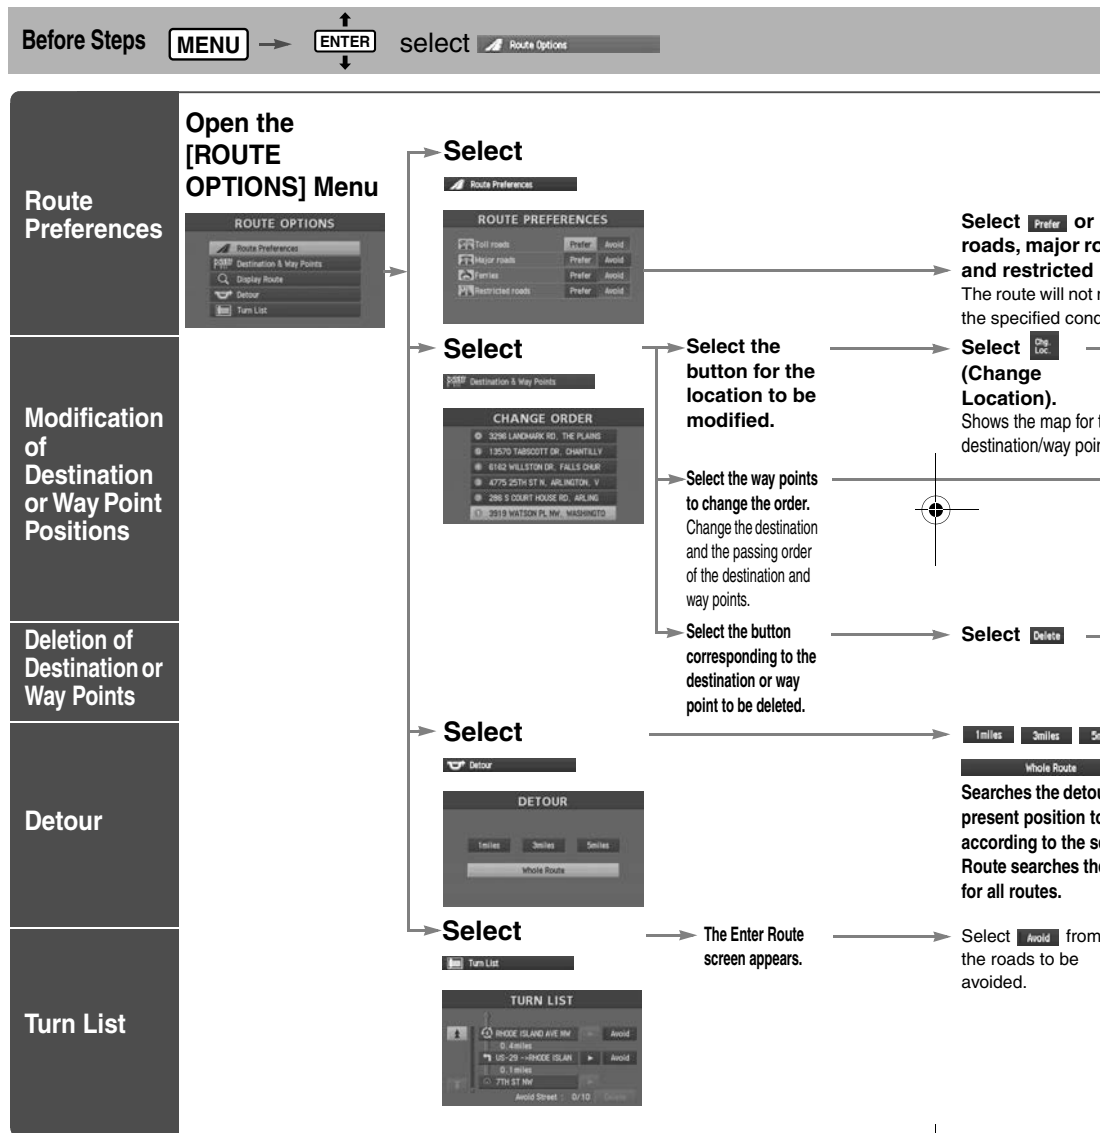 Before Steps MENU ENTER select Route Options
Route
Preferences
Open the
[ROUTE
OPTIONS] Menu
ROUTE OPTIONS
Route Preferences
Destination & Way Points
Display Route
Detour
Turn List
Select
Route Preferences
ROUTE PREFERENCES
Toll roads Prefer Avoid
Major roads Prefer Avoid
Ferries Prefer Avoid
Restricted roads Prefer Avoid
Select Prefer or
roads, major ro
and restricted
The route will not r
the specified cond
Modification
of
Destination
or Way Point
Positions
Select
Destination & Way Points
CHANGE ORDER
3296 LANDMARK RD, THE PLAINS
13570 TABSCOTT DR, CHANTILLY
6162 WILLSTON DR, FALLS CHUR
4775 25TH ST N, ARLINGTON, V
296 S COURT HOUSE RD, ARLING
3919 WATSON PL NW, WASHINGTO
Select the
button for the
location to be
modified.
Select Chg. Loc.
(Change
Location).
Shows the map for t
destination/way poin
Select the way points
to change the order.
Change the destination
and the passing order
of the destination and
way points.
Deletion of
Destination or
Way Points
Select the button
corresponding to the
destination or way
point to be deleted.
Select Delete
Detour
Select
Detour
DETOUR
1miles 3miles 5miles
Whole Route
1miles 3miles 5m
Whole Route
Searches the detou
present position to
according to the se
Route searches the
for all routes.
Turn List
Select
Turn List
TURN LIST
RHODE ISLAND AVE NW Avoid
0.4miles
US-29 -->RHODE ISLAN Avoid
0.1miles
7TH ST NW
Avoid Street : 0/10 Delete
The Enter Route
screen appears.
Select Avoid from
the roads to be
avoided.